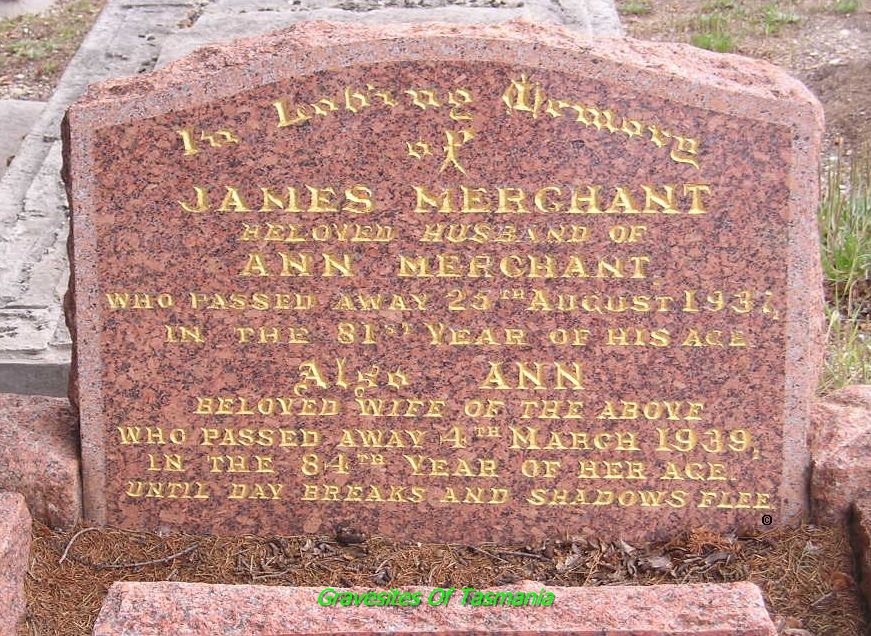 In Loving Memory
of
JAMES MERCHANT
BELOVED HUSBAND OF
ANN MERCHANT
WHO PASSED AWAY 25TH AUGUST 1937,
IN THE 81ST YEAR OF HIS AGE
Also ANN
BELOVED WIFE OF THE ABOVE
WHO PASSED AWAY 4TH MARCH 1939,
IN THE 84TH YEAR OF HER AGE.
UNTIL DAY BREAKS AND SHADOWS FLEE
©
Gravesites Of Tasmania